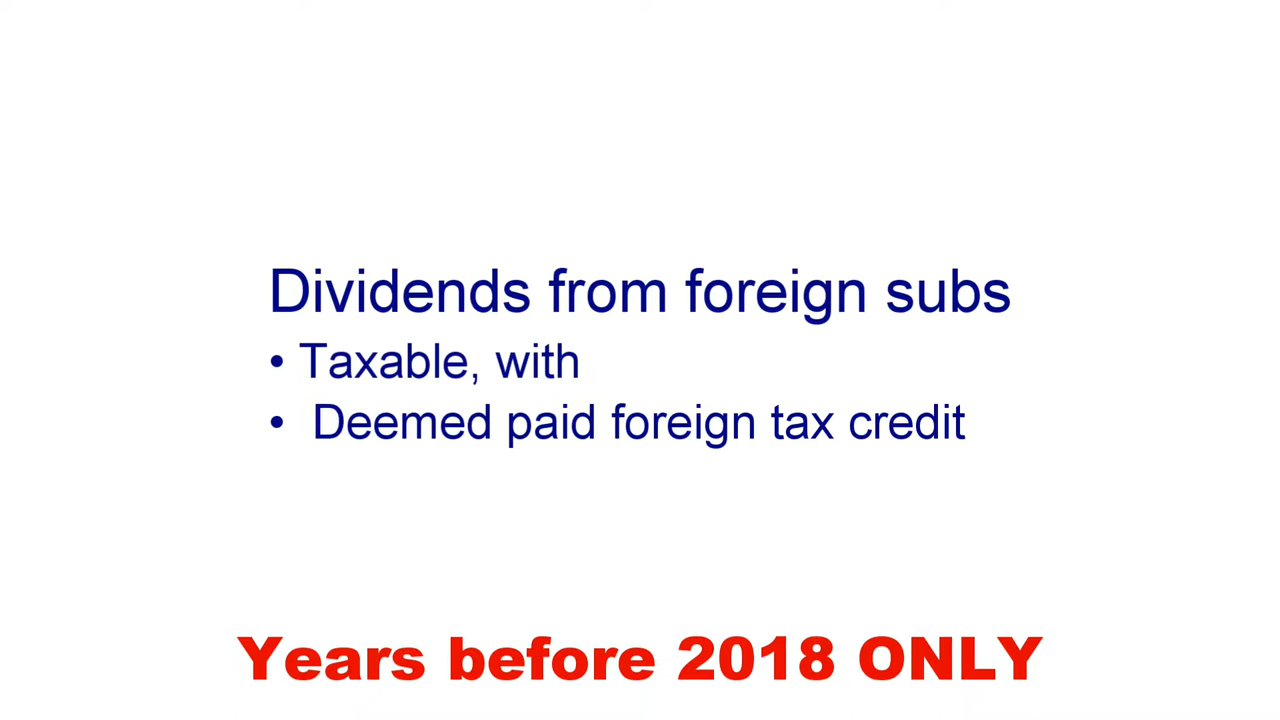 Dividends from foreign subs
• Taxable, with
• Deemed paid foreign tax credit
Years before 2018 ONLY